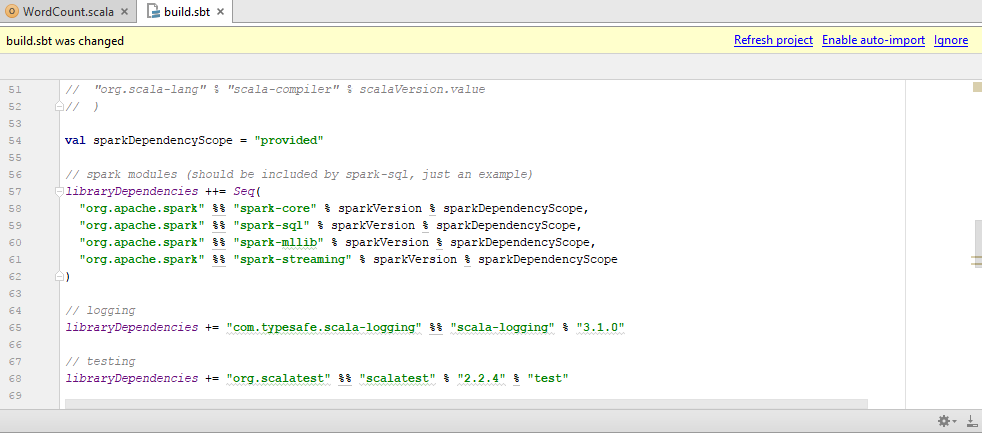 WordCount.scala × build.sbt ×
build.sbt was changed Refresh project Enable auto-import Ignore
51 //  "org.scala-lang" % "scala-compiler" % scalaVersion.value
52 //  )
53
54 val sparkDependencyScope = "provided"
55
56 // spark modules (should be included by spark-sql, just an example)
57 libraryDependencies ++= Seq(
58   "org.apache.spark" %% "spark-core" % sparkVersion % sparkDependencyScope,
59   "org.apache.spark" %% "spark-sql" % sparkVersion % sparkDependencyScope,
60   "org.apache.spark" %% "spark-mllib" % sparkVersion % sparkDependencyScope,
61   "org.apache.spark" %% "spark-streaming" % sparkVersion % sparkDependencyScope
62 )
63
64 // logging
65 libraryDependencies += "com.typesafe.scala-logging" %% "scala-logging" % "3.1.0"
66
67 // testing
68 libraryDependencies += "org.scalatest" %% "scalatest" % "2.2.4" % "test"
69